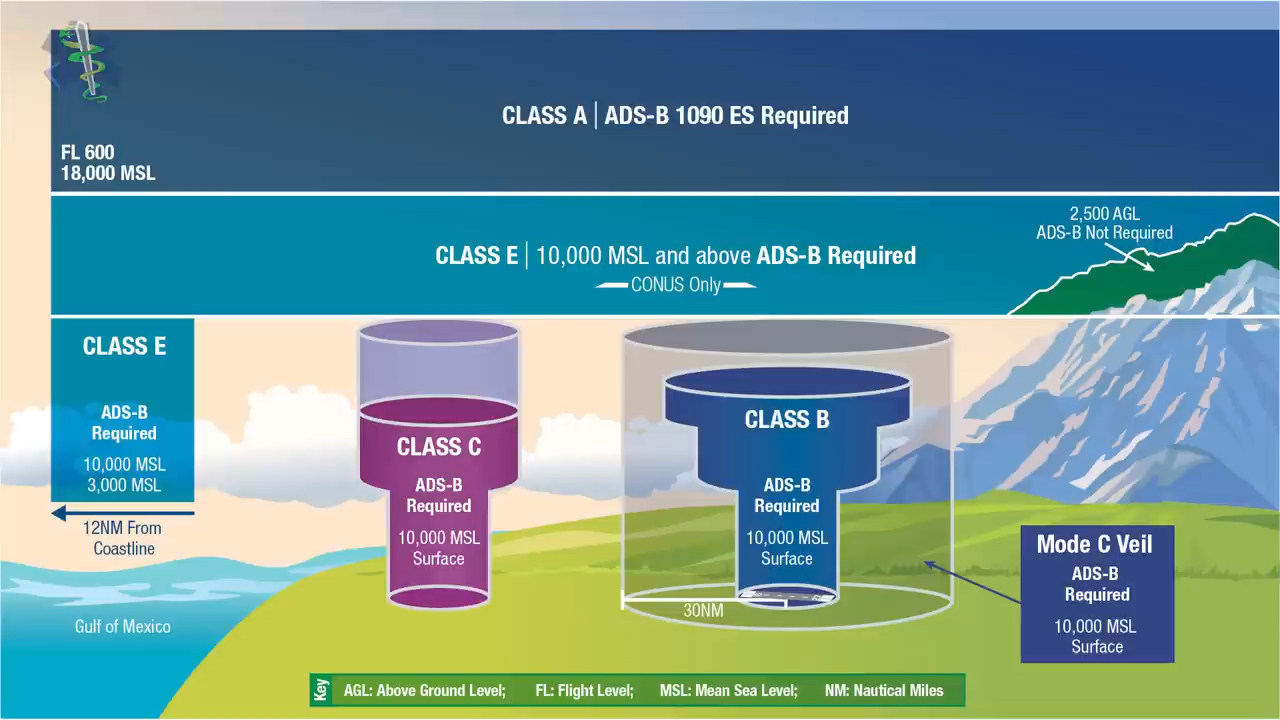 CLASS A | ADS-B 1090 ES Required
FL 600
18,000 MSL
2,500 AGL
ADS-B Not Required
CLASS E | 10,000 MSL and above ADS-B Required
CONUS Only
CLASS E
ADS-B
Required
10,000 MSL
3,000 MSL
12NM From
Coastline
Gulf of Mexico
CLASS C
ADS-B
Required
10,000 MSL
Surface
CLASS B
ADS-B
Required
10,000 MSL
Surface
30NM
Mode C Veil
ADS-B
Required
10,000 MSL
Surface
Key
AGL: Above Ground Level; FL: Flight Level; MSL: Mean Sea Level; NM: Nautical Miles